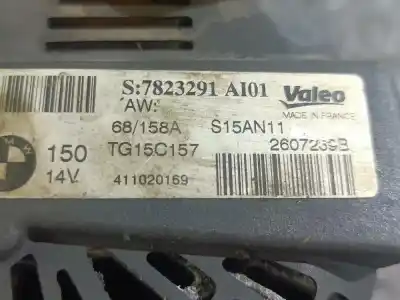 S:7823291 AI01 Valeo
AW: MADE IN FRANCE
68/158A S15AN11
150 TG15C157 2607239B
14V 411020169